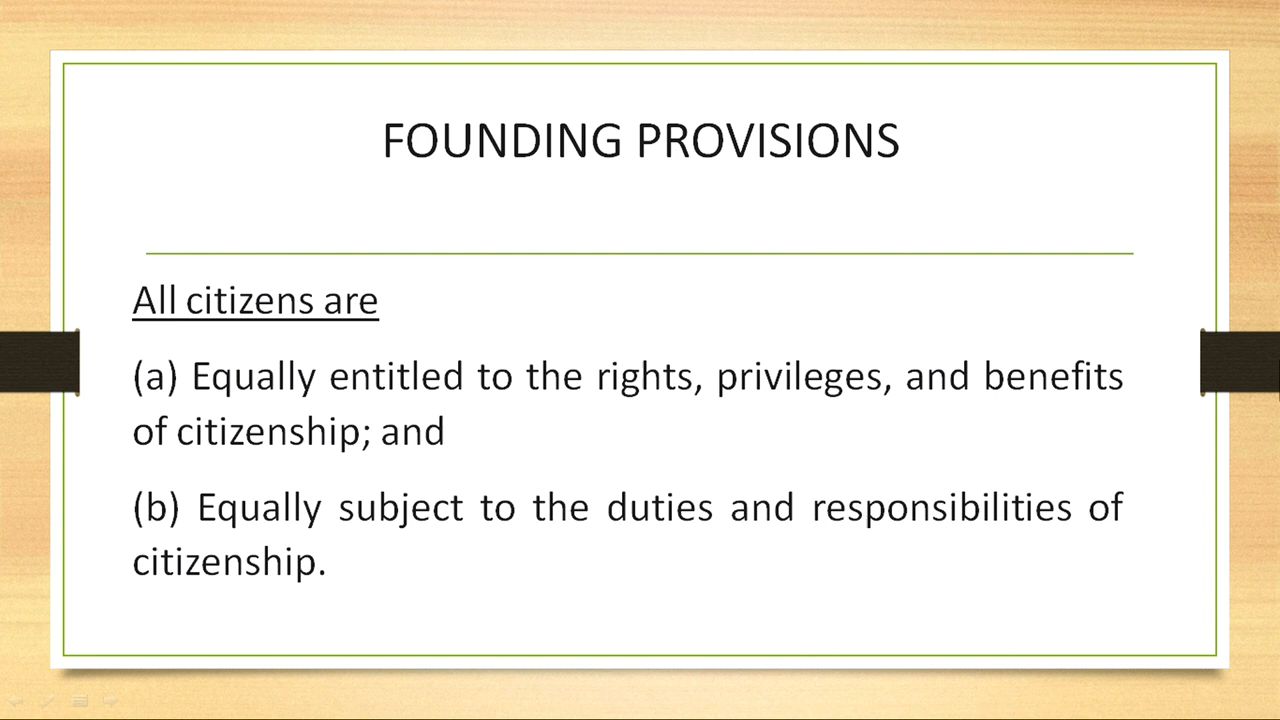 FOUNDING PROVISIONS
All citizens are
(a) Equally entitled to the rights, privileges, and benefits
of citizenship; and
(b) Equally subject to the duties and responsibilities of
citizenship.